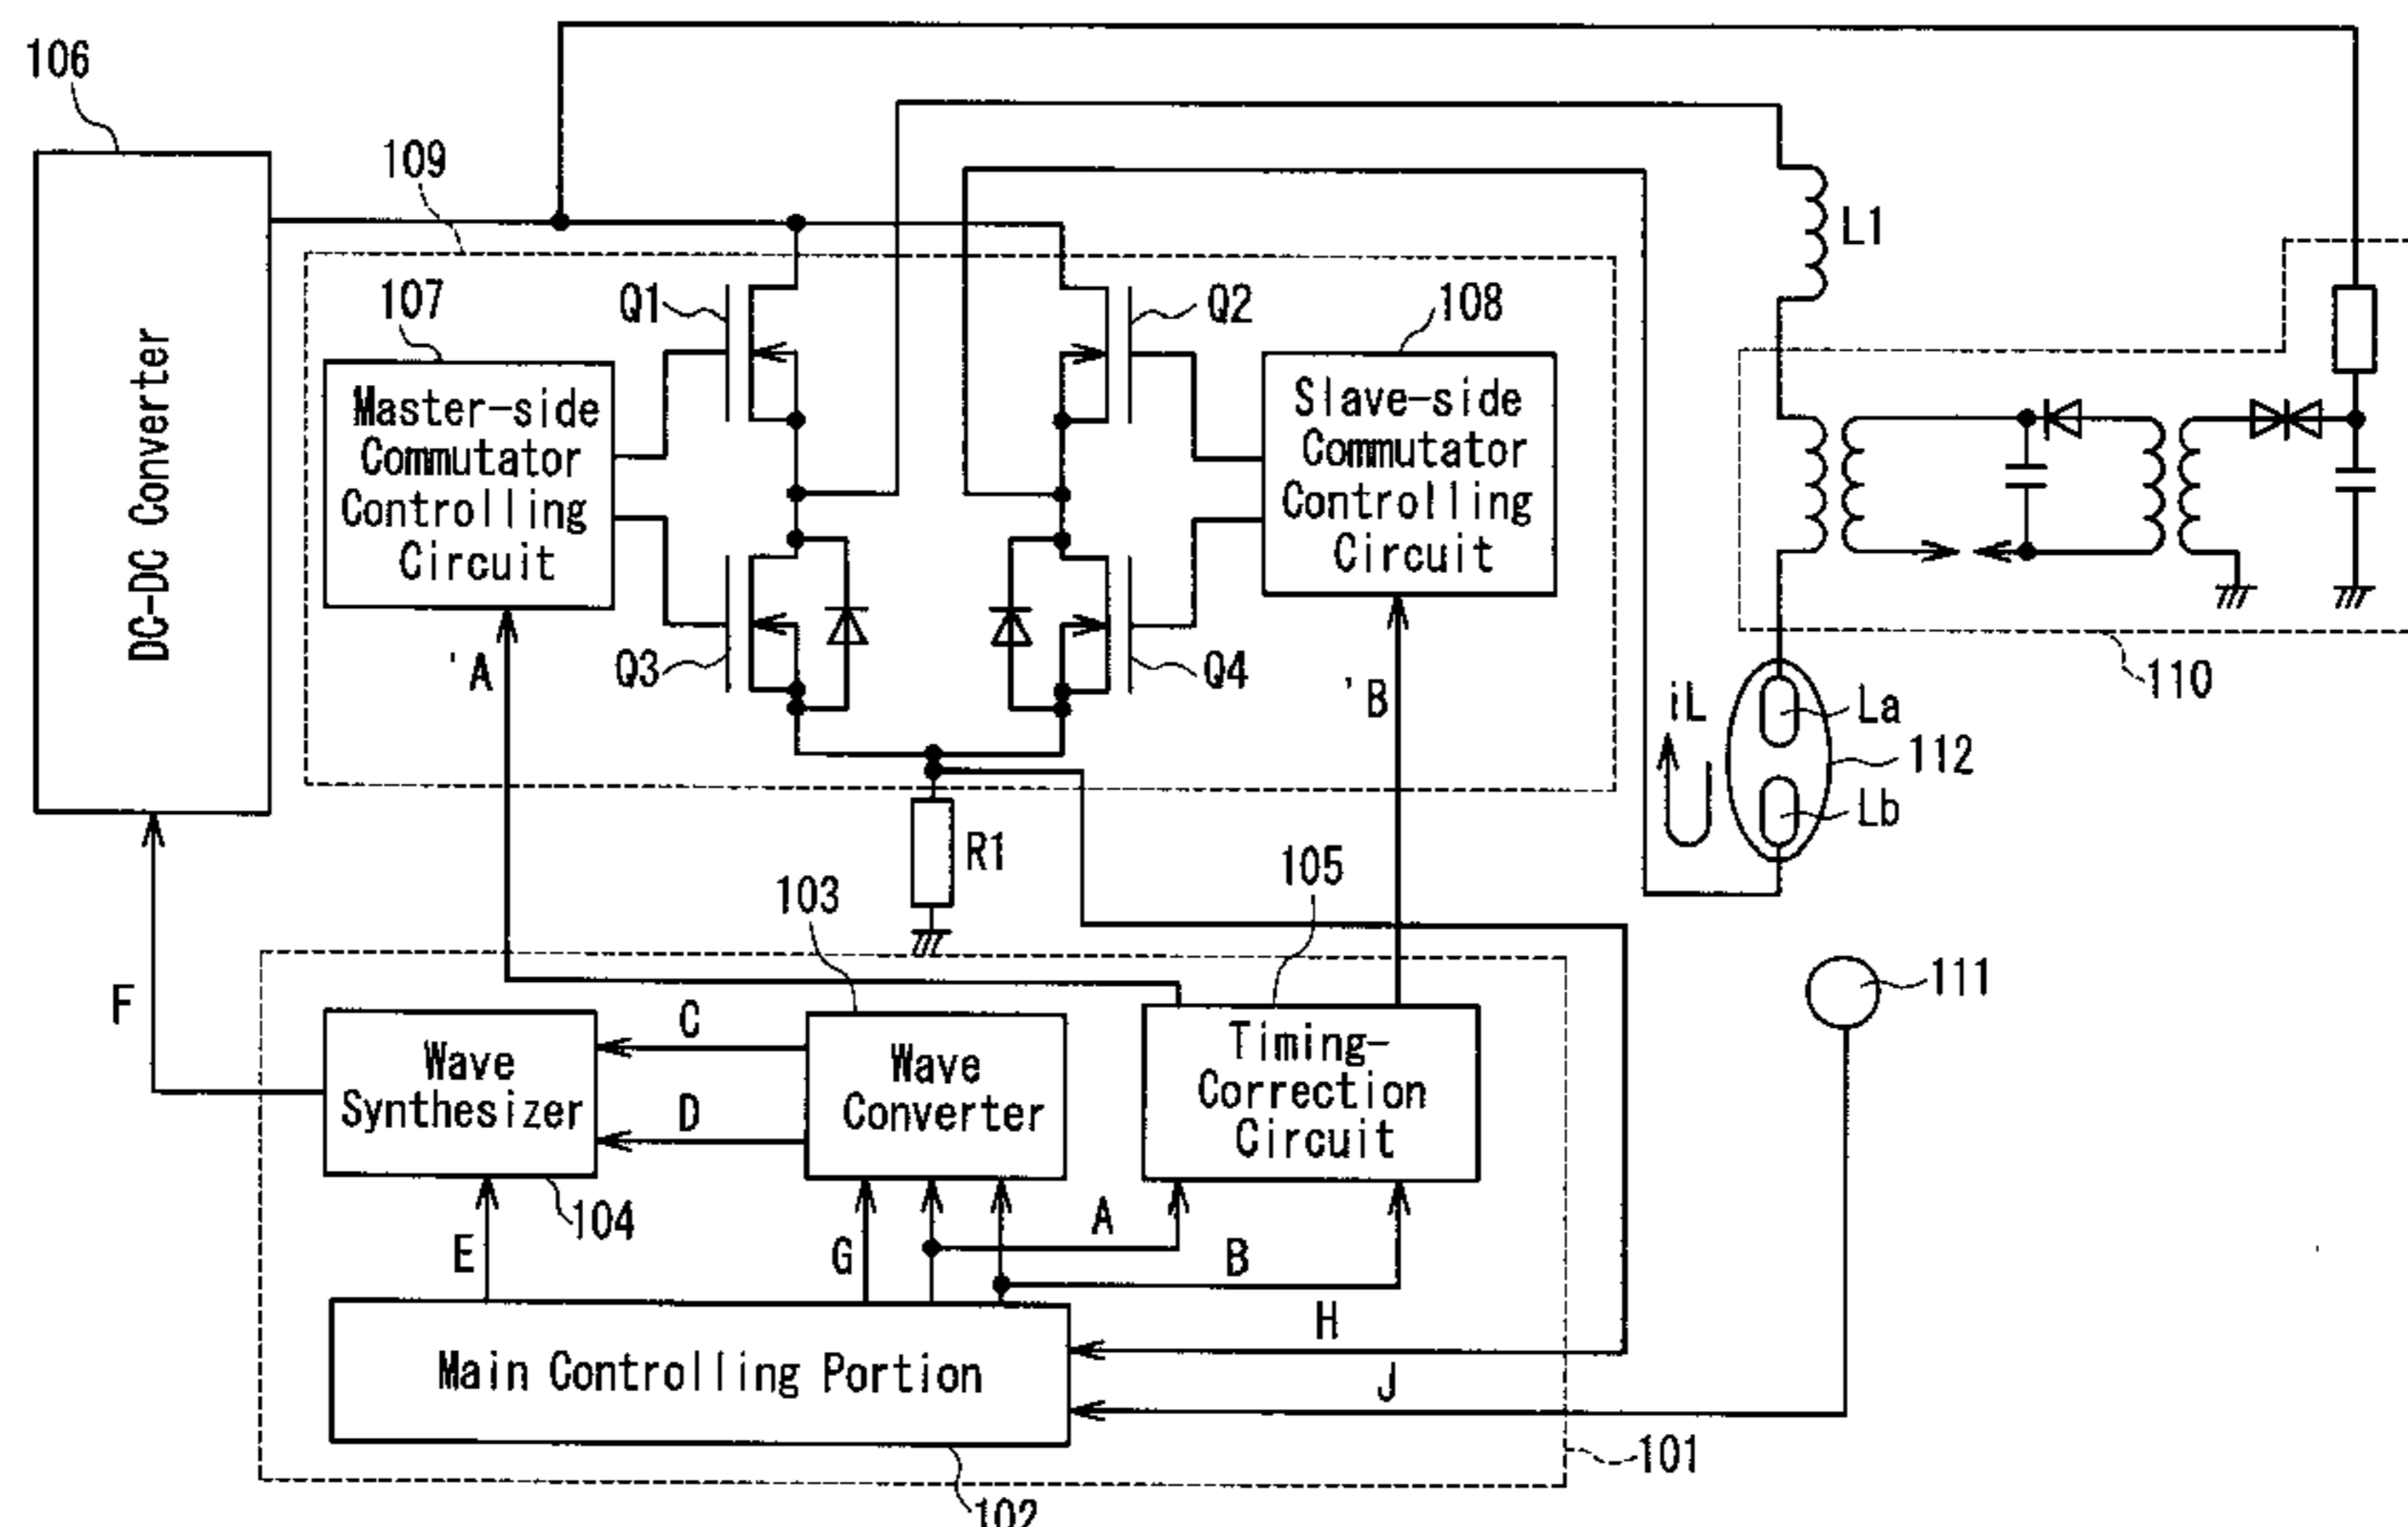 106
109
DC-DC Converter
107
Q1
Q2
108
L1
Master-side
Commutator
Controlling
Circuit
Slave-side
Commutator
Controlling
Circuit
'A
Q3
Q4
'B
110
iL
La
112
Lb
R1
103
105
111
F
C
D
Wave
Synthesizer
Wave
Converter
Timing-
Correction
Circuit
104
E
G
A
B
H
J
Main Controlling Portion
101
102